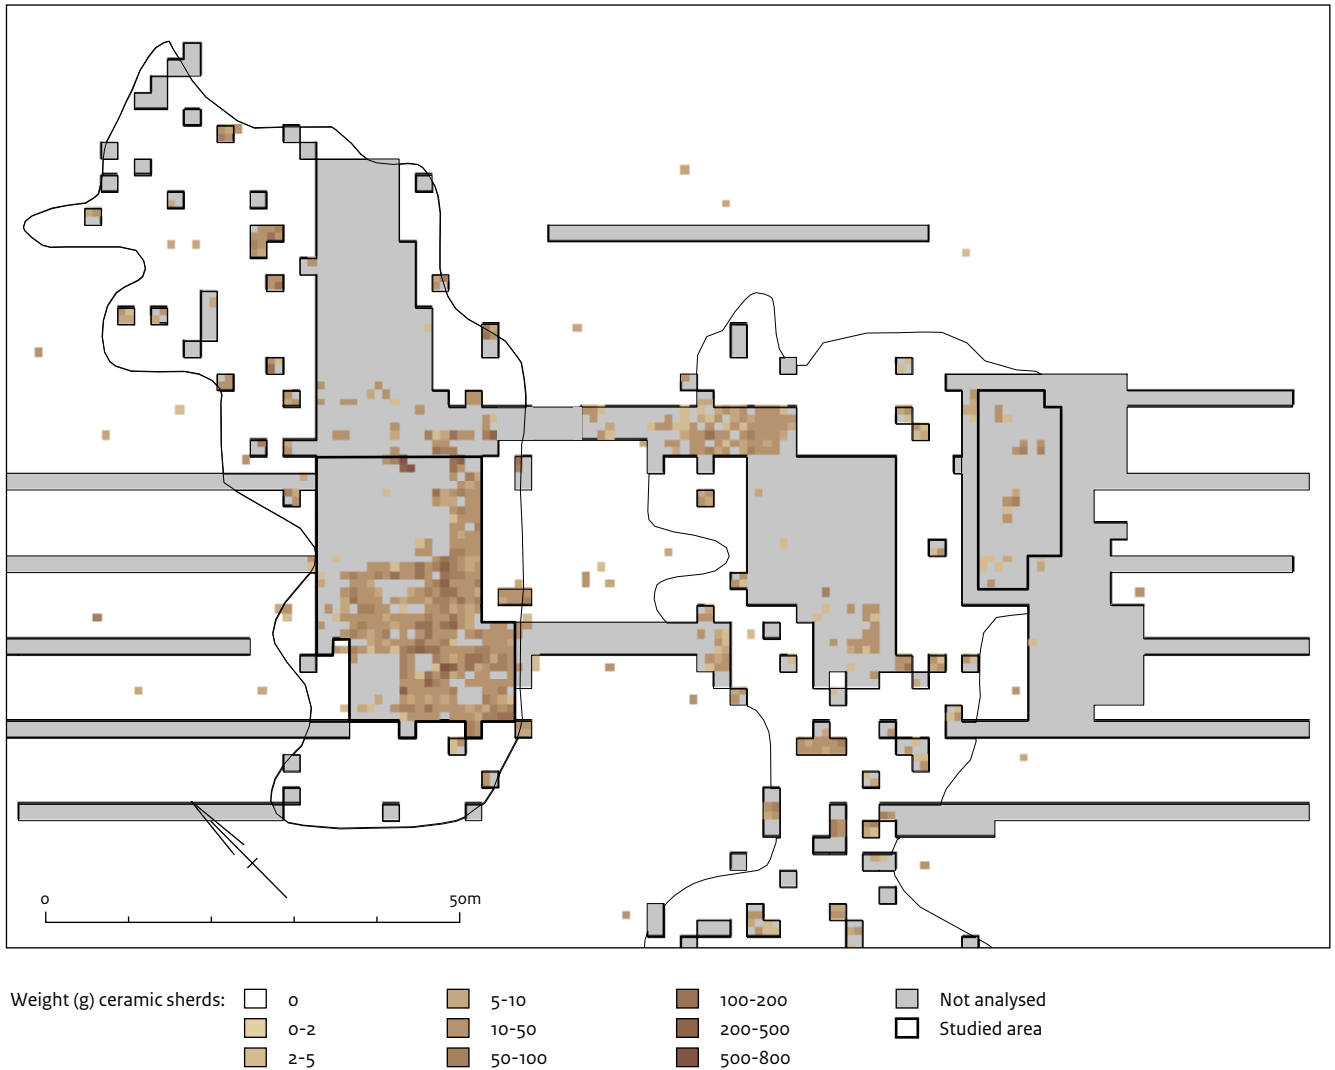 0 50m
Weight (g) ceramic sherds: 0 5-10 100-200 Not analysed
0-2 10-50 200-500 Studied area
2-5 50-100 500-800